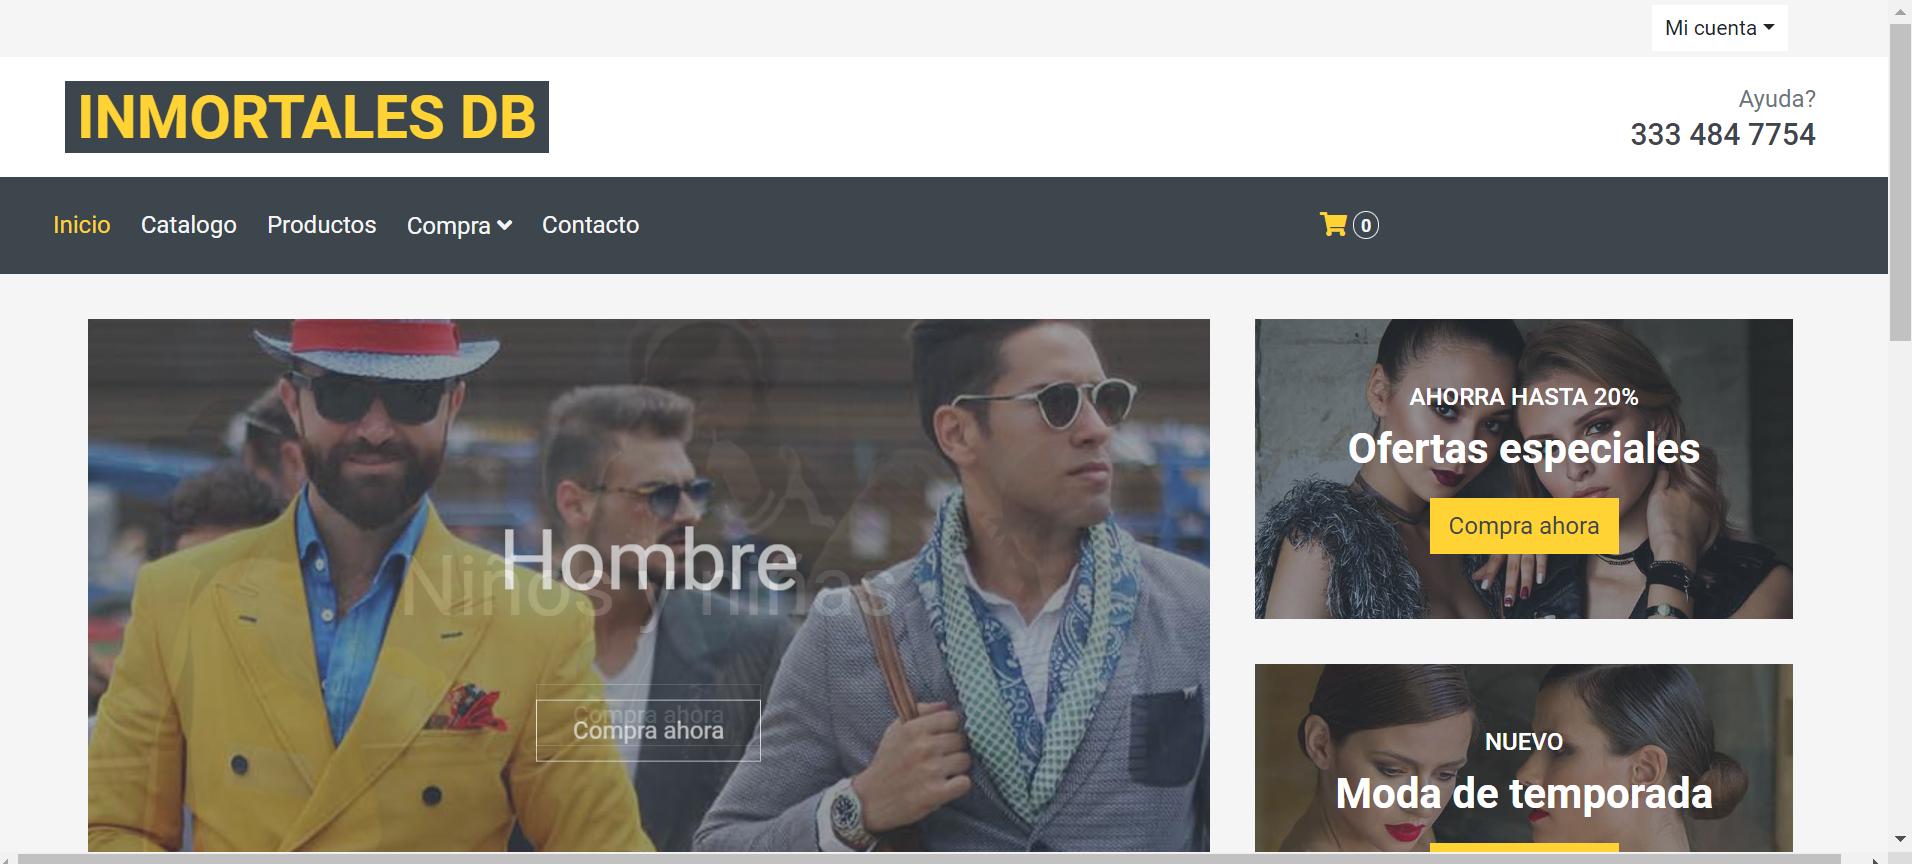 Mi cuenta
INMORTALES DB
Ayuda?
333 484 7754
Inicio Catalogo Productos Compra Contacto 0
Hombre
Niños y niñas
Compra ahora
Compra ahora
AHORRA HASTA 20%
Ofertas especiales
Compra ahora
NUEVO
Moda de temporada